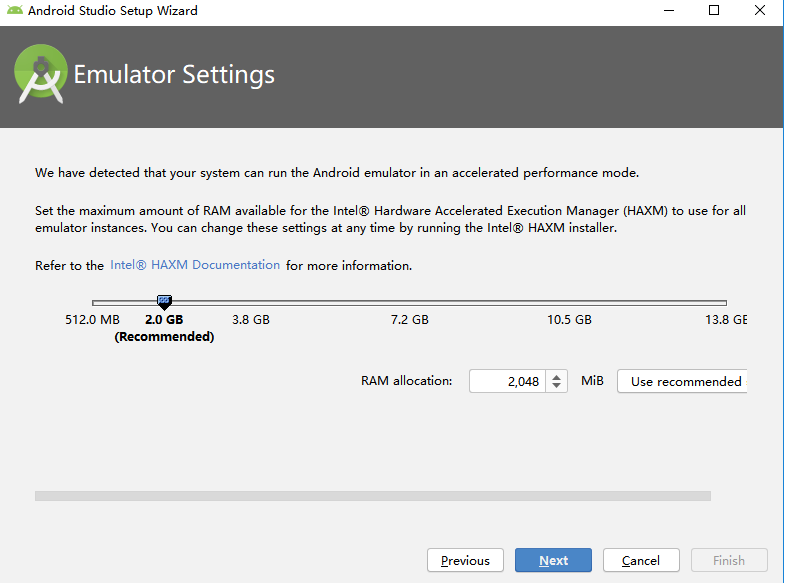 Android Studio Setup Wizard
Emulator Settings
We have detected that your system can run the Android emulator in an accelerated performance mode.
Set the maximum amount of RAM available for the Intel® Hardware Accelerated Execution Manager (HAXM) to use for all
emulator instances. You can change these settings at any time by running the Intel® HAXM installer.
Refer to the Intel® HAXM Documentation for more information.
512.0 MB 2.0 GB 3.8 GB 7.2 GB 10.5 GB 13.8 GB
(Recommended)
RAM allocation: 2,048 MiB Use recommended
Previous Next Cancel Finish